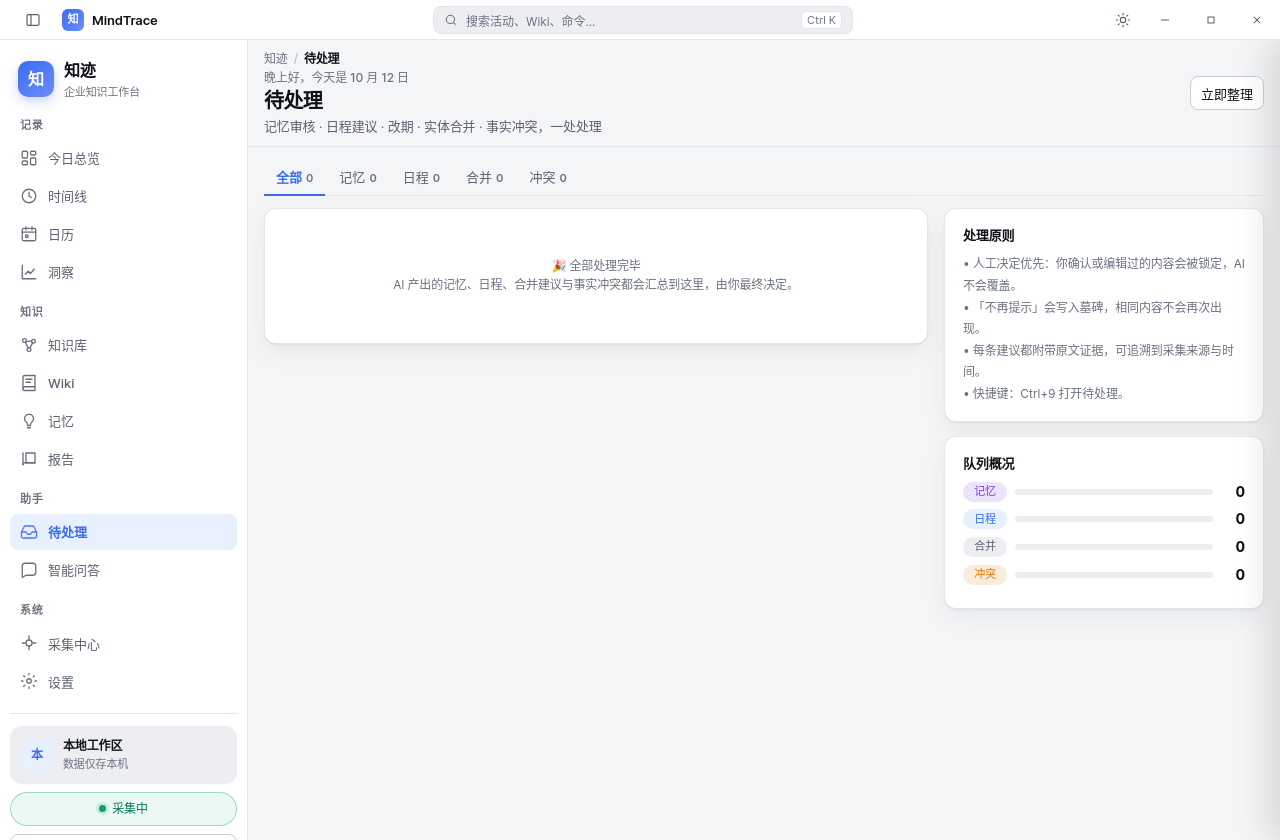 知 MindTrace
搜索活动、Wiki、命令... Ctrl K
知 知迹
企业知识工作台
记录
今日总览
时间线
日历
洞察
知识
知识库
Wiki
记忆
报告
助手
待处理
智能问答
系统
采集中心
设置
本 本地工作区
数据仅存本机
采集中
知迹 / 待处理
晚上好，今天是 10 月 12 日
待处理
记忆审核 · 日程建议 · 改期 · 实体合并 · 事实冲突，一处处理
立即整理
全部 0 记忆 0 日程 0 合并 0 冲突 0
🎉 全部处理完毕
AI 产出的记忆、日程、合并建议与事实冲突都会汇总到这里，由你最终决定。
处理原则
• 人工决定优先：你确认或编辑过的内容会被锁定，AI
不会覆盖。
• 「不再提示」会写入墓碑，相同内容不会再次出
现。
• 每条建议都附带原文证据，可追溯到采集来源与时
间。
• 快捷键：Ctrl+9 打开待处理。
队列概况
记忆 0
日程 0
合并 0
冲突 0